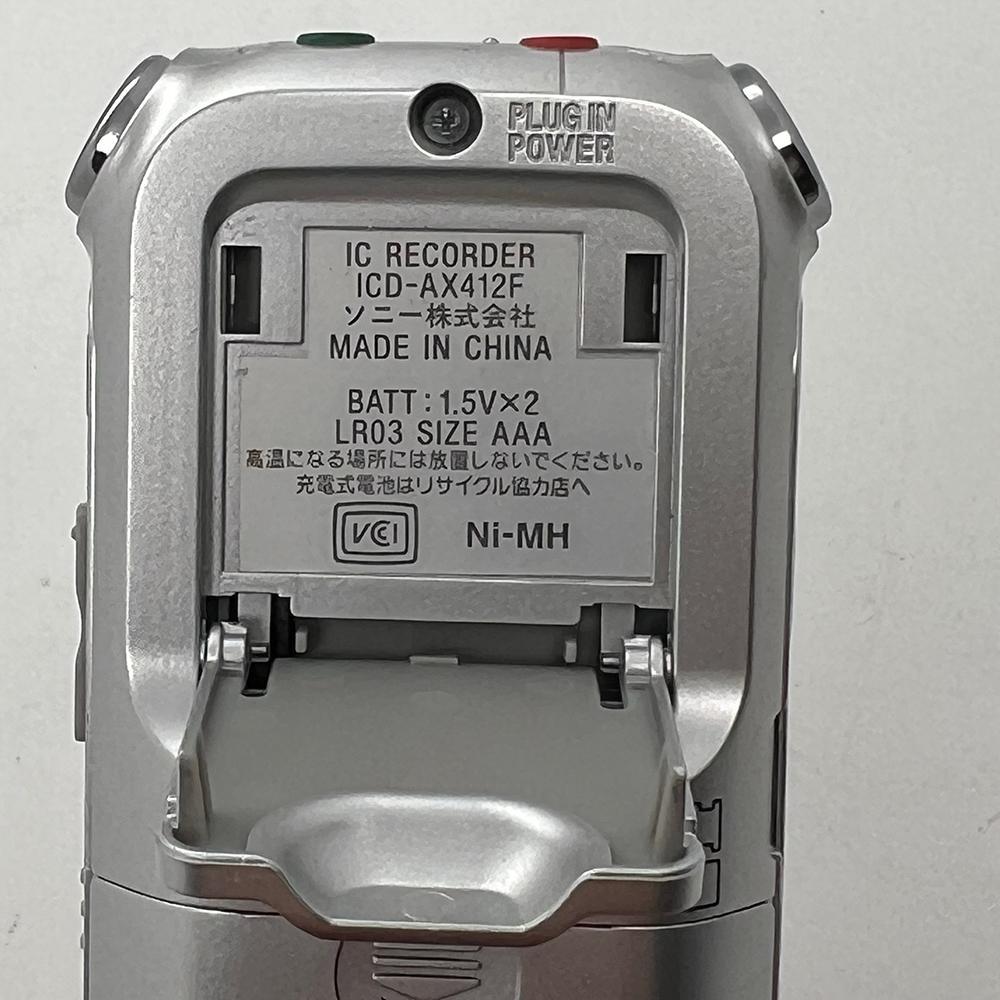 PLUG IN
POWER
IC RECORDER
ICD-AX412F
ソニー株式会社
MADE IN CHINA
BATT:1.5V×2
LR03 SIZE AAA
高温になる場所には放置しないでください。
充電式電池はリサイクル協力店へ
VCCI Ni-MH